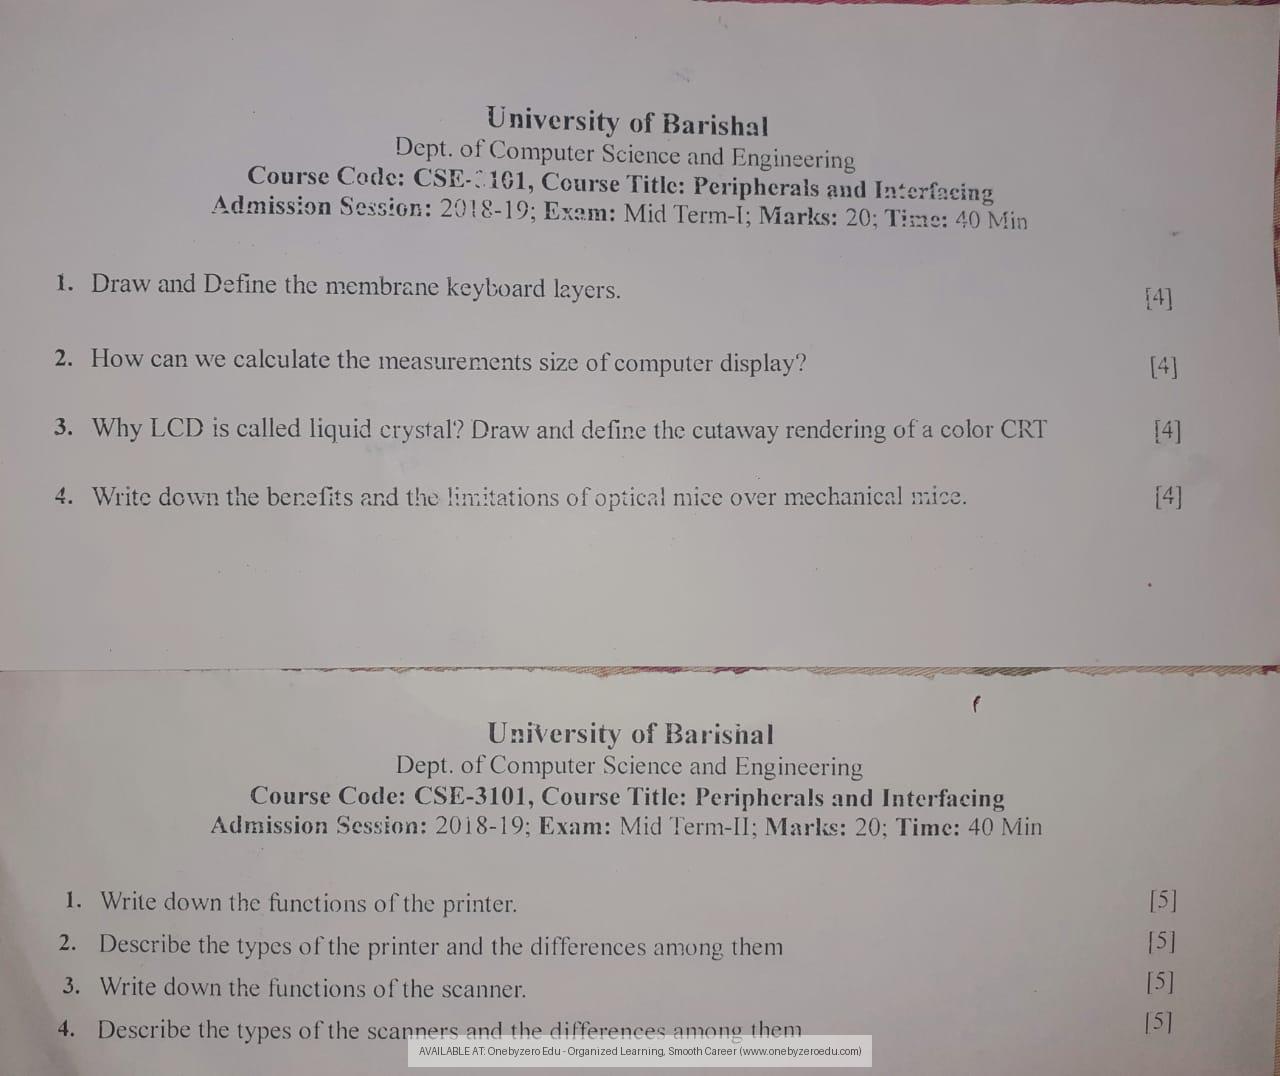 University of Barishal
Dept. of Computer Science and Engineering
Course Code: CSE-3101, Course Title: Peripherals and Interfacing
Admission Session: 2018-19; Exam: Mid Term-I; Marks: 20; Time: 40 Min
1. Draw and Define the membrane keyboard layers. [4]
2. How can we calculate the measurements size of computer display? [4]
3. Why LCD is called liquid crystal? Draw and define the cutaway rendering of a color CRT [4]
4. Write down the benefits and the limitations of optical mice over mechanical mice. [4]
University of Barishal
Dept. of Computer Science and Engineering
Course Code: CSE-3101, Course Title: Peripherals and Interfacing
Admission Session: 2018-19; Exam: Mid Term-II; Marks: 20; Time: 40 Min
1. Write down the functions of the printer. [5]
2. Describe the types of the printer and the differences among them [5]
3. Write down the functions of the scanner. [5]
4. Describe the types of the scanners and the differences among them [5]
AVAILABLE AT: Onebyzero Edu - Organized Learning, Smooth Career (www.onebyzeroedu.com)